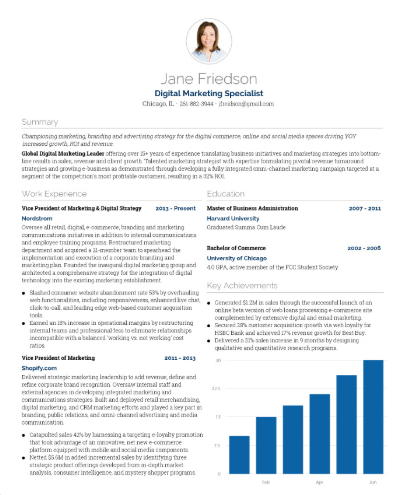 Jane Friedson
Digital Marketing Specialist
Chicago, IL - 251-882-3944 - jfreidson@gmail.com
Summary
Championing marketing, branding and advertising strategy for the digital commerce, online and social media spaces driving YOY
increased growth, ROI and revenue.
Global Digital Marketing Leader offering over 15+ years of experience translating business initiatives and marketing strategies into bottom-
line results in sales, revenue and client growth. Talented marketing strategist with expertise formulating pivotal revenue turnaround
strategies and growing e-business as demonstrated through developing a fully integrated omni-channel marketing campaign targeted at a
segment of the competition's most profitable customers, resulting in a 32% ROI.
Work Experience
Vice President of Marketing & Digital Strategy 2013 - Present
Nordstrom
Oversee all retail, digital, e-commerce, branding and marketing
communications initiatives in addition to internal communications
and employee training programs. Restructured marketing
department and acquired a 21-member team to spearhead the
implementation and execution of a corporate branding and
marketing plan. Founded the inaugural digital marketing group and
architected a comprehensive strategy for the integration of digital
technology into the existing marketing establishment.
Slashed consumer website abandonment rate 53% by overhauling
web functionalities, including responsiveness, enhanced live chat,
click-to-call, and leading edge web-based customer acquisition
tools.
Earned an 18% increase in operational margins by restructuring
internal teams and professional lens to eliminate relationships
incompatible with a balanced 'working vs. not working' cost
ratios.
Vice President of Marketing 2011 - 2013
Shopify.com
Delivered strategic marketing leadership to add revenue, define and
refine corporate brand recognition. Oversaw internal staff and
external agencies in developing integrated marketing and
communications strategies. Built and deployed retail merchandising,
digital marketing, and CRM marketing efforts and played a key part in
branding, public relations, and omni-channel advertising and media
communication.
Catapulted sales 42% by harnessing a targeting e-loyalty promotion
that took advantage of an innovative, net new e-commerce
platform equipped with mobile and social media components
Netted $5.6M in added incremental sales by identifying three
strategic product offerings developed from in-depth market
analysis, consumer intelligence, and mystery shopper programs.
Education
Master of Business Administration 2007 - 2011
Harvard University
Graduated Summa Cum Laude
Bachelor of Commerce 2002 - 2006
University of Chicago
4.0 GPA, active member of the FCC Student Society
Key Achievements
Generated $1.2M in sales through the successful launch of an
online beta version of web loans processing e-commerce site
complemented by extensive digital and email marketing.
Secured 28% customer acquisition growth via web loyalty for
HSBC Bank and achieved 17% revenue growth for Best Buy.
Delivered a 31% sales increase in 9 months by designing
qualitative and quantitative research programs.
Feb Apr Jun